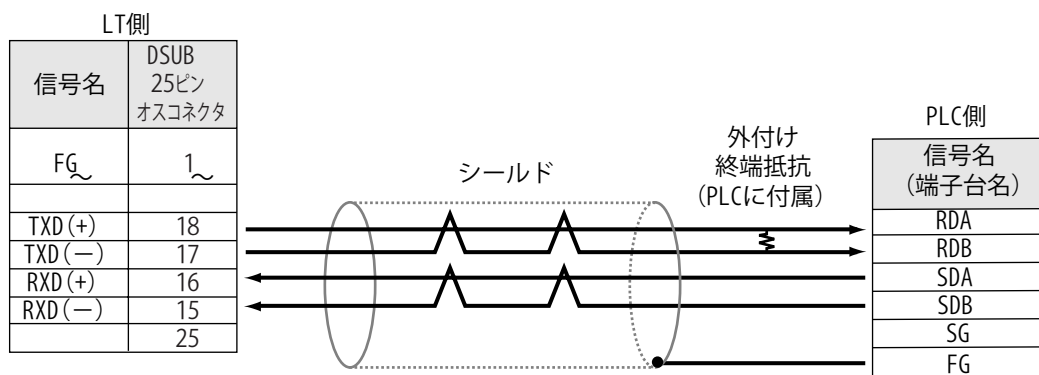 LT側
信号名
DSUB
25ピン
オスコネクタ
FG 1
TXD(+) 18
TXD(－) 17
RXD(+) 16
RXD(－) 15
25
シールド
外付け
終端抵抗
(PLCに付属)
PLC側
信号名
(端子台名)
RDA
RDB
SDA
SDB
SG
FG